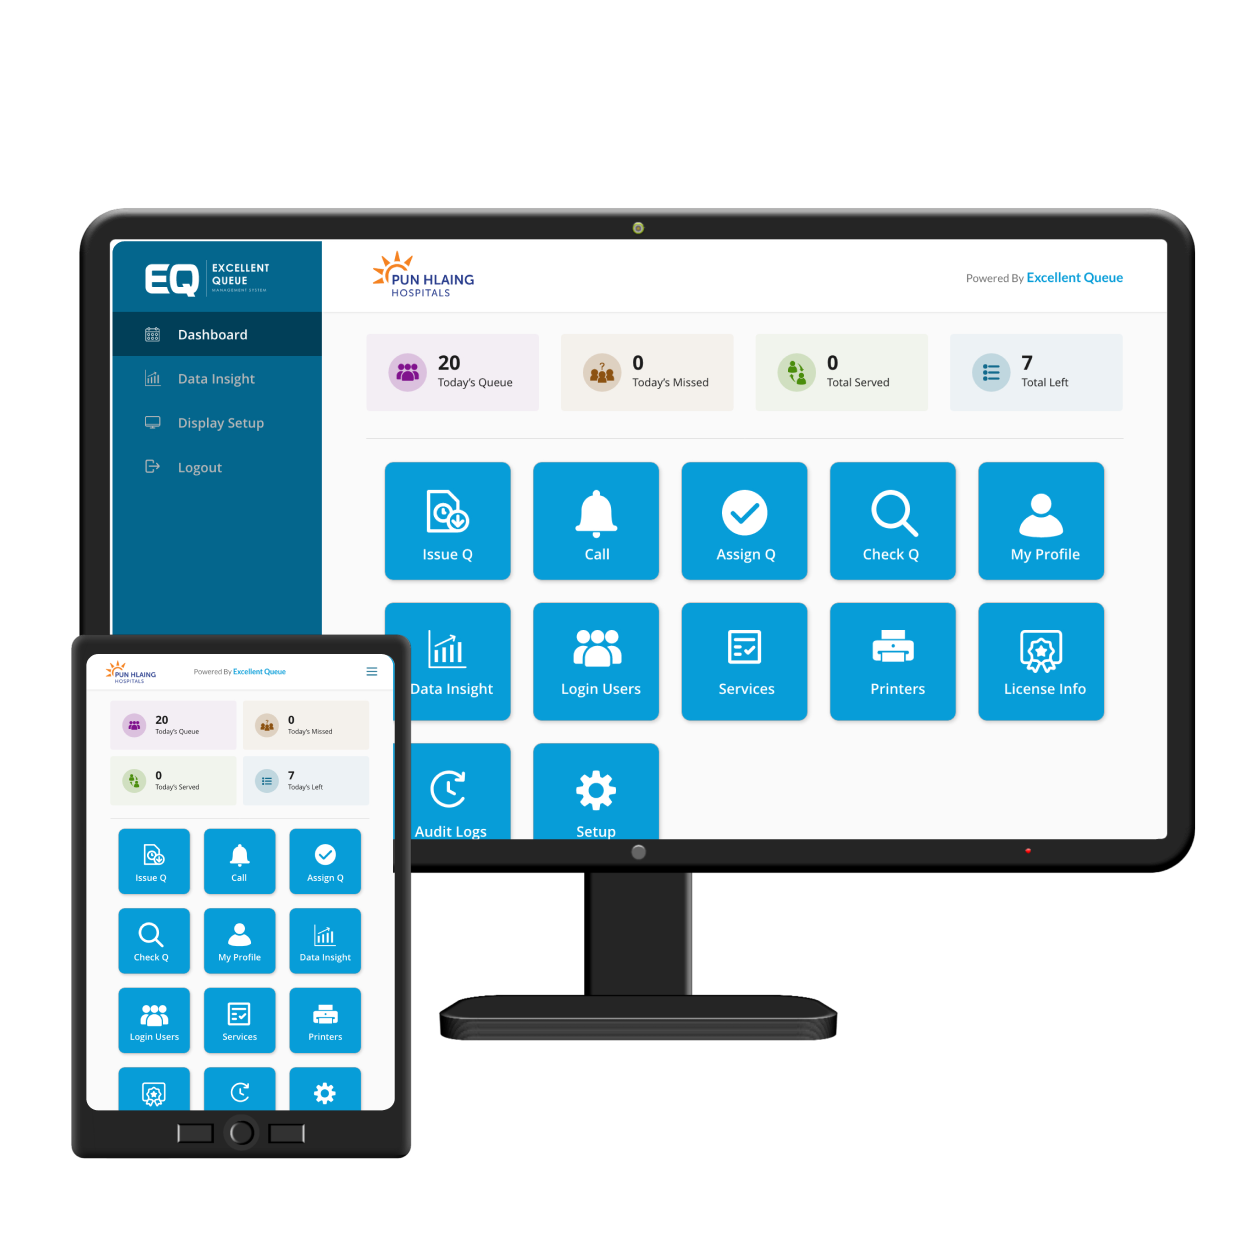 EQ
EXCELLENT
QUEUE
MANAGEMENT SYSTEM
Dashboard
Data Insight
Display Setup
Logout
PUN HLAING
HOSPITALS
Powered By Excellent Queue
20
Today's Queue
0
Today's Missed
0
Total Served
7
Total Left
Issue Q
Call
Assign Q
Check Q
My Profile
Data Insight
Login Users
Services
Printers
License Info
Audit Logs
Setup
PUN HLAING
HOSPITALS
Powered By Excellent Queue
20
Today's Queue
0
Today's Missed
0
Today's Served
7
Today's Left
Issue Q
Call
Assign Q
Check Q
My Profile
Data Insight
Login Users
Services
Printers